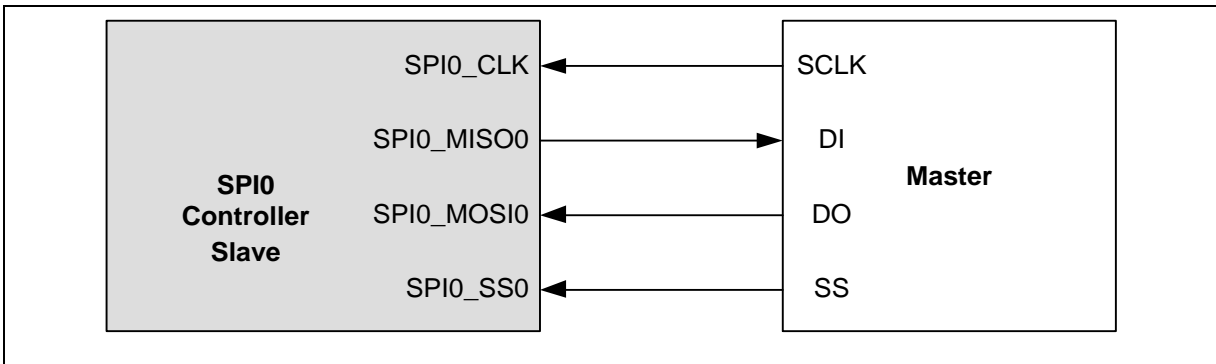 SPI0_CLK
SCLK
SPI0_MISO0
DI
SPI0
Controller
Slave
Master
SPI0_MOSI0
DO
SPI0_SS0
SS